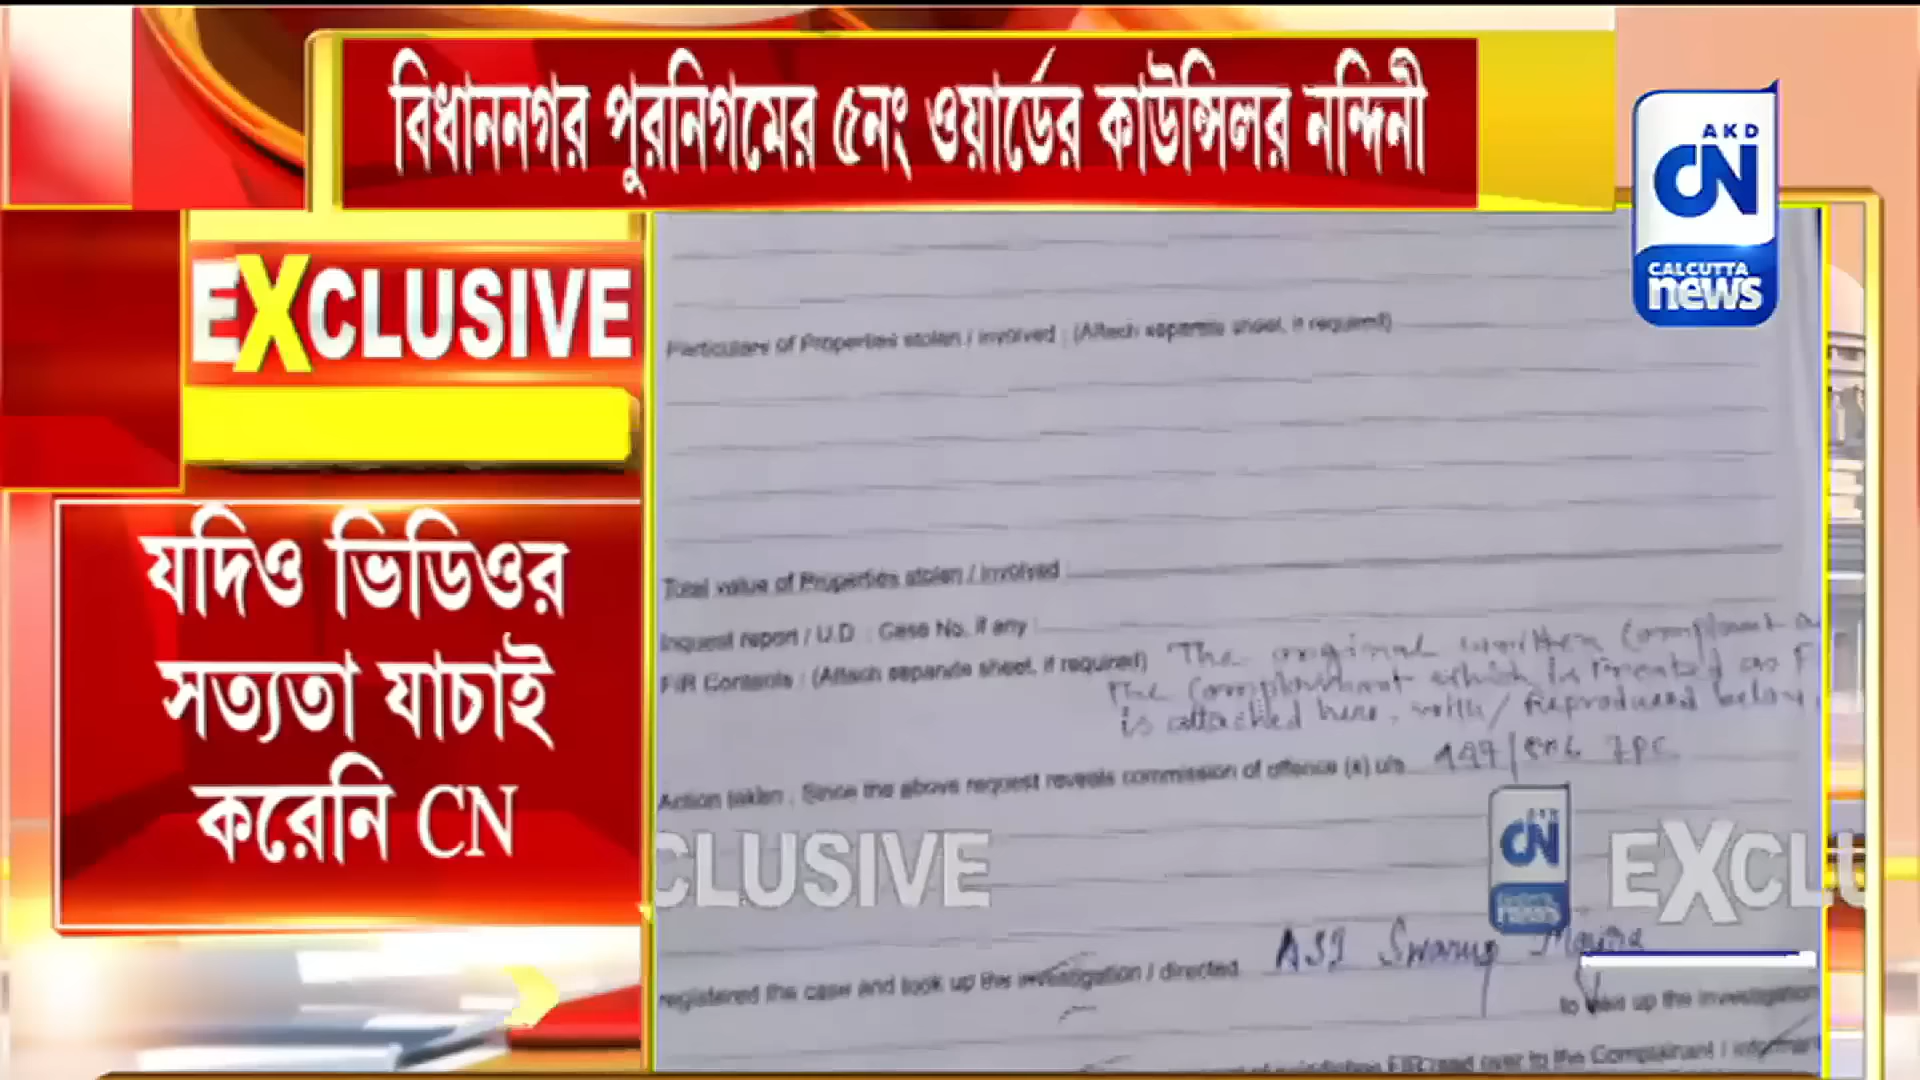 বিধাননগর পুরনিগমের ৫নং ওয়ার্ডের কাউন্সিলর নন্দিনী
AKD
CN
CALCUTTA
news
EXCLUSIVE
যদিও ভিডিওর
সত্যতা যাচাই
করেনি CN
Particulars of Properties stolen / involved : (Attach separate sheet, if required)
Total value of Properties stolen / involved :
Inquest report / U.D. : Case No. if any :
FIR Contents : (Attach separate sheet, if required) The original written complaint
the complainant which is treated as
is attached here with / Reproduced below
Action taken : Since the above request reveals commission of offence (s) u/s
CLUSIVE
CN
news
EXCLU
registered the case and took up the investigation / directed ASI Swarup
to take up the investigation
FIR read over to the Complainant / informant